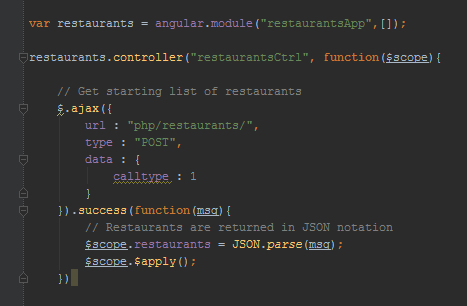 var restaurants = angular.module("restaurantsApp",[]);
restaurants.controller("restaurantsCtrl", function($scope){
// Get starting list of restaurants
$.ajax({
url : "php/restaurants/",
type : "POST",
data : {
calltype : 1
}
}).success(function(msg){
// Restaurants are returned in JSON notation
$scope.restaurants = JSON.parse(msg);
$scope.$apply();
})